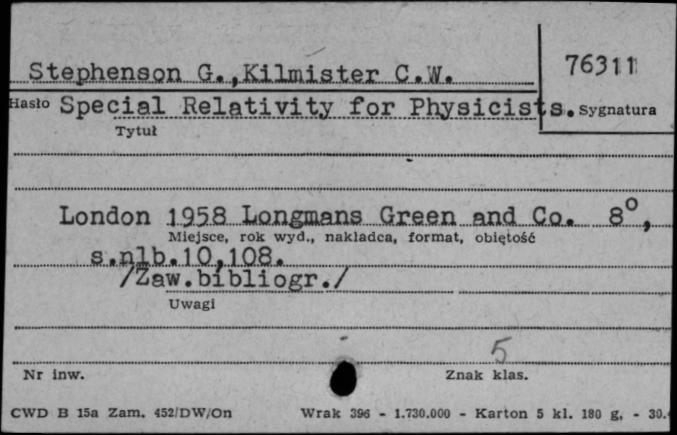 Stephenson G.,Kilmister C.W.
76311
Hasło Special Relativity for Physicists. Sygnatura
Tytuł
London 1958 Longmans Green and Co. 8°,
Miejsce, rok wyd., nakładca, format, obiętość
s.nlb.10,108.
/Zaw.bibliogr./
Uwagi
5
Nr inw.
Znak klas.
CWD B 15a Zam. 452/DW/On Wrak 396 - 1.730.000 - Karton 5 kl. 180 g. - 30.